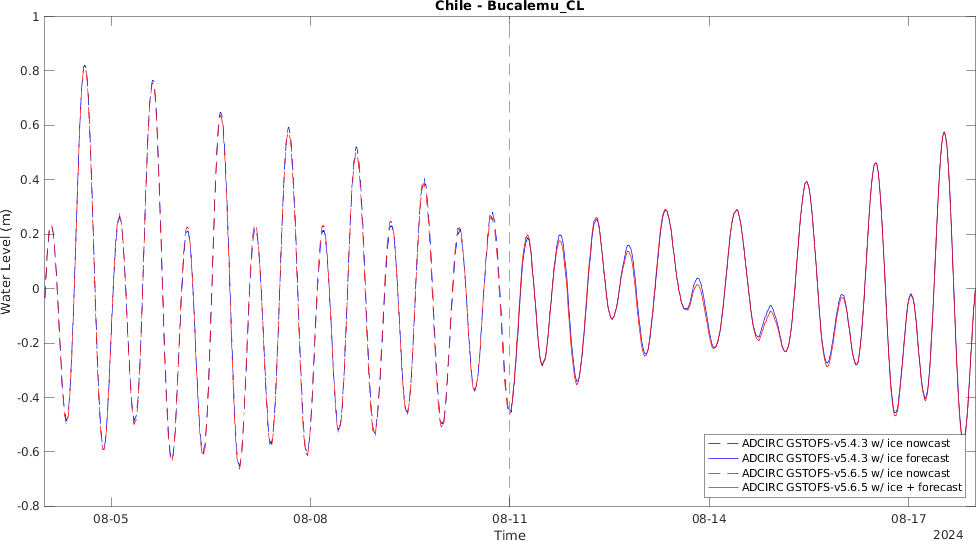 Chile - Bucalemu_CL
1
0.8
0.6
0.4
0.2
0
-0.2
-0.4
-0.6
-0.8
Water Level (m)
ADCIRC GSTOFS-v5.4.3 w/ ice nowcast
ADCIRC GSTOFS-v5.4.3 w/ ice forecast
ADCIRC GSTOFS-v5.6.5 w/ ice nowcast
ADCIRC GSTOFS-v5.6.5 w/ ice + forecast
08-05 08-08 08-11 08-14 08-17
Time
2024